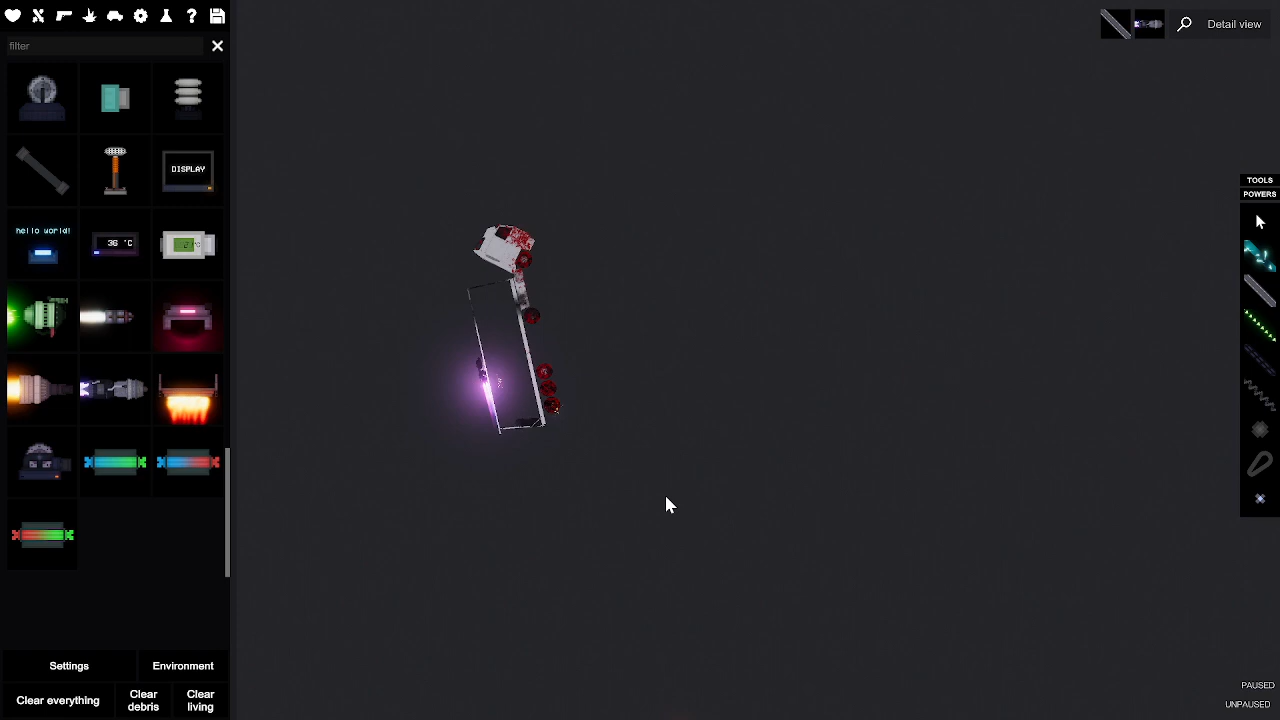 filter
Detail view
DISPLAY
hello world!
36 °C
TOOLS
POWERS
Settings
Environment
Clear everything
Clear debris
Clear living
PAUSED
UNPAUSED